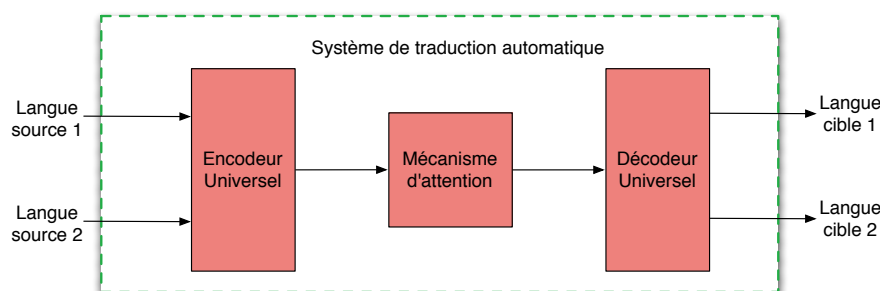 Système de traduction automatique
Langue
source 1
Langue
source 2
Encodeur
Universel
Mécanisme
d'attention
Décodeur
Universel
Langue
cible 1
Langue
cible 2